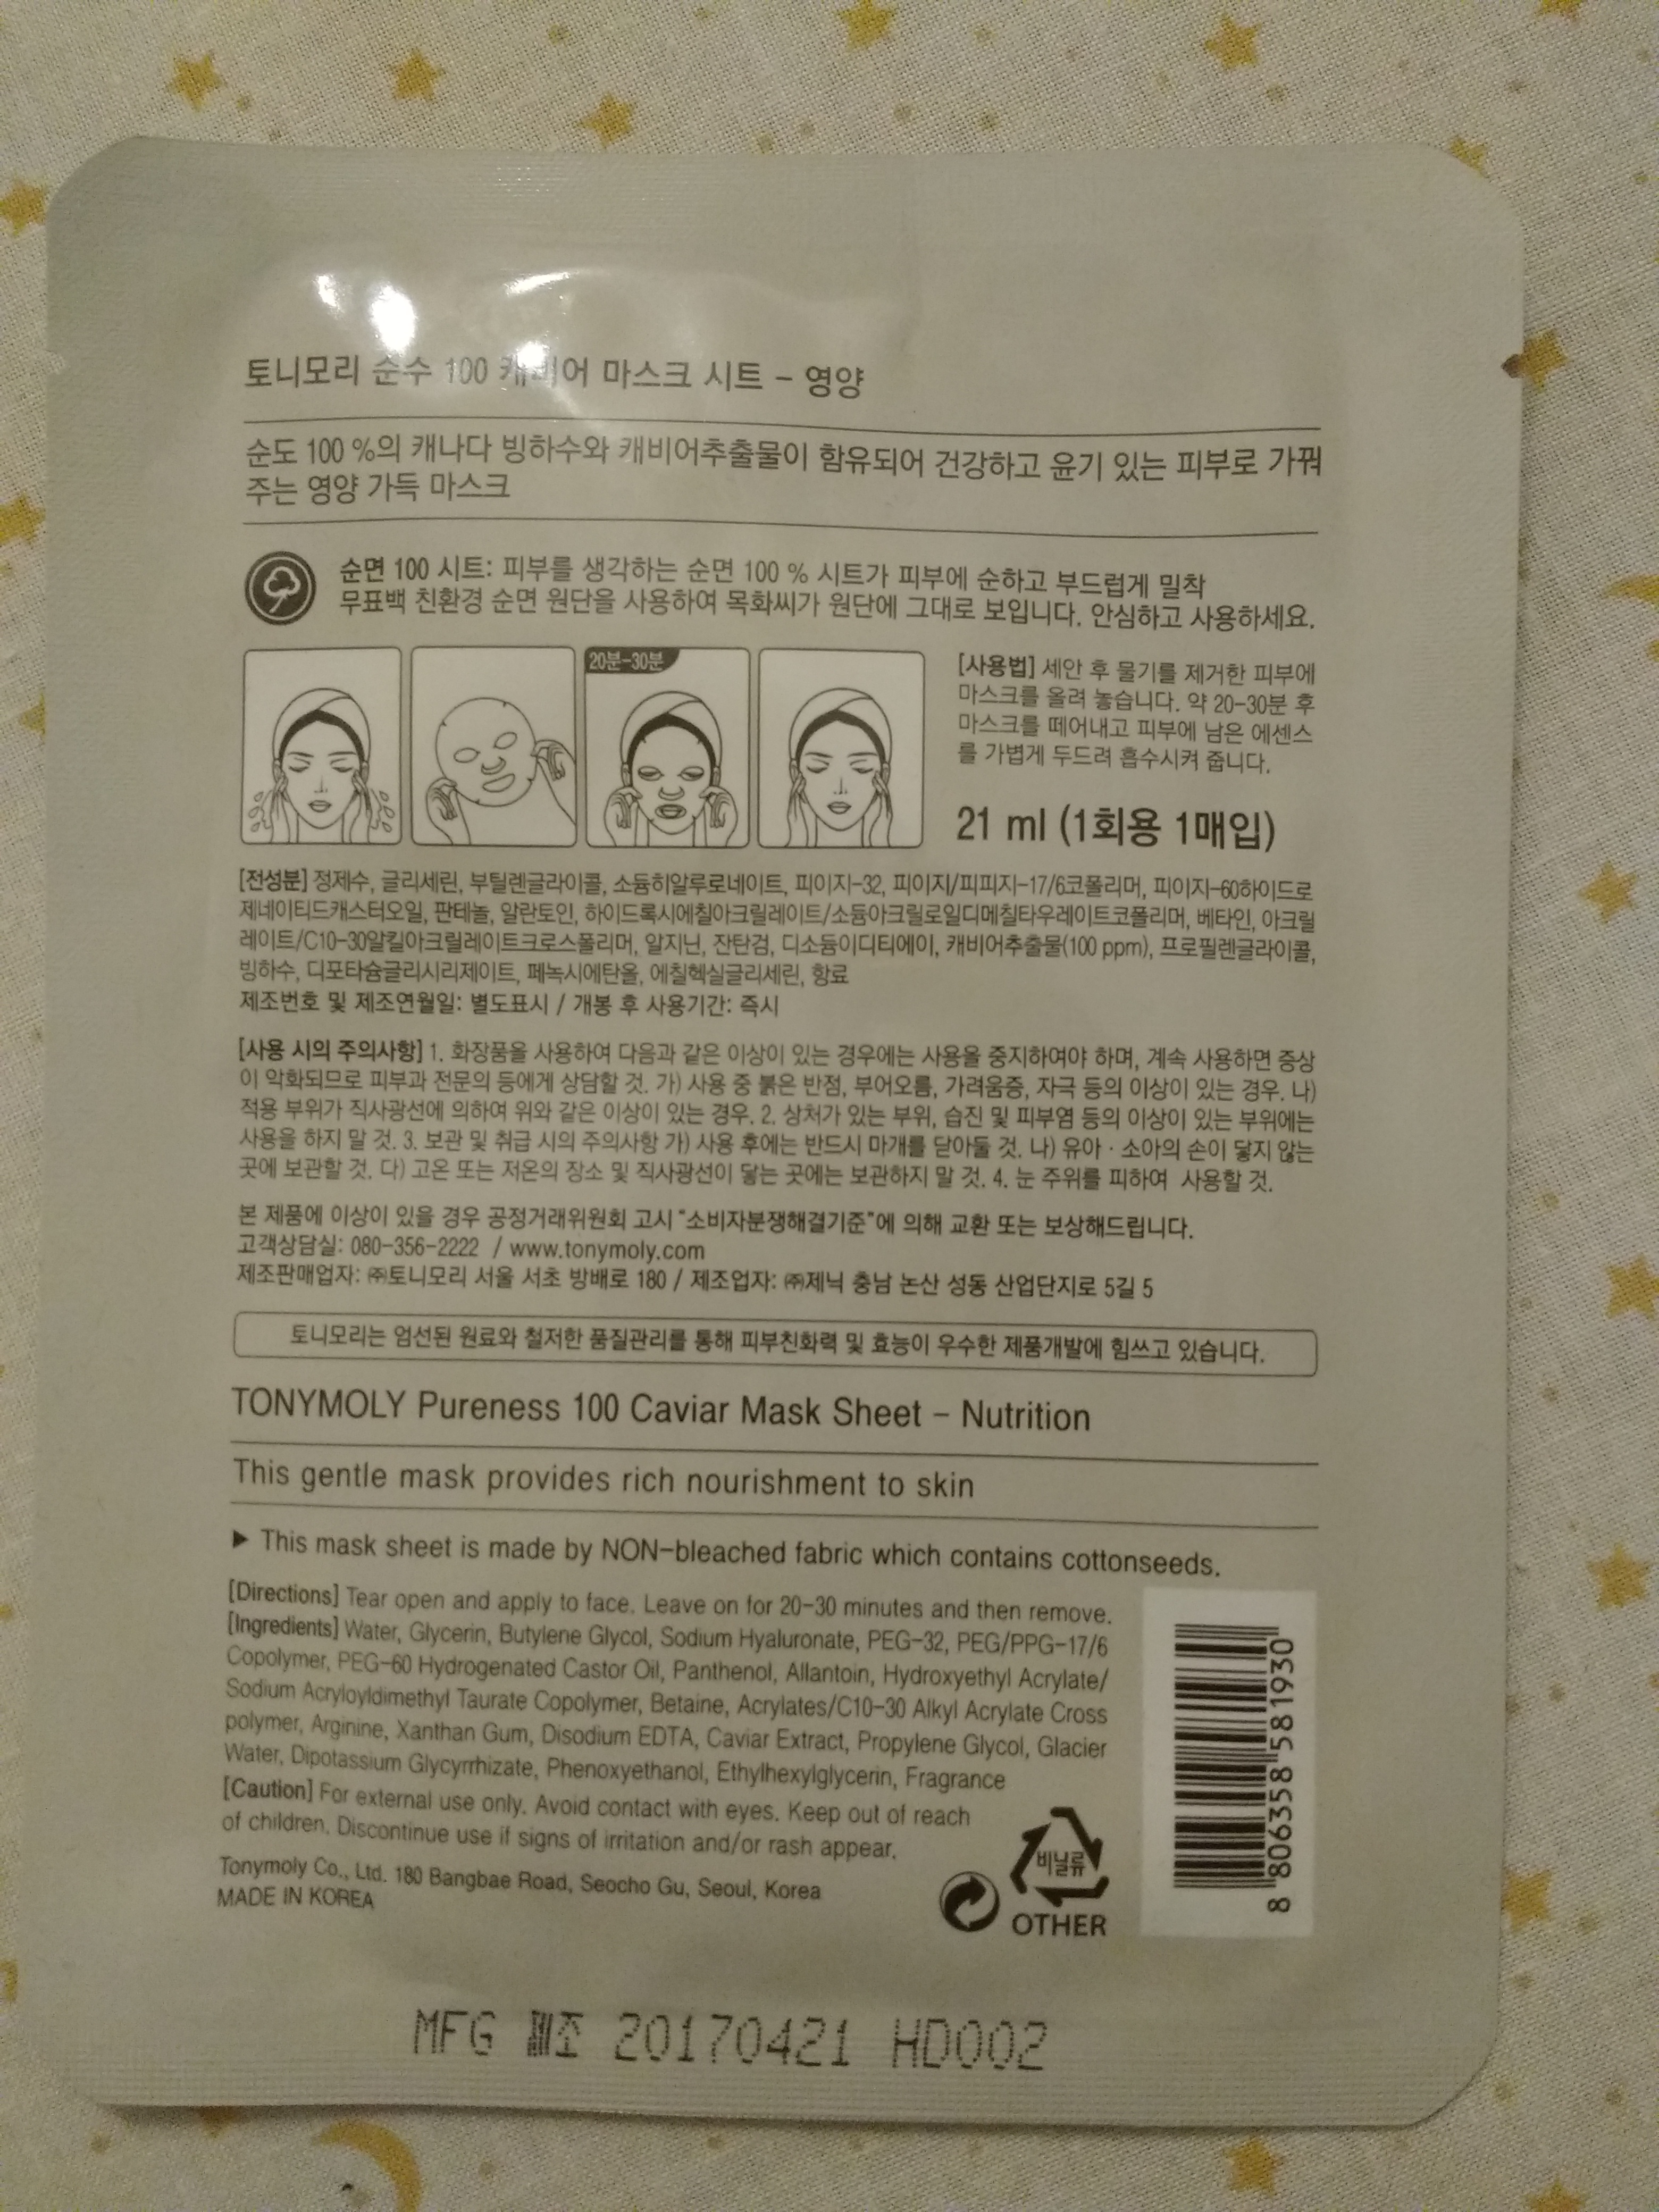 토니모리 순수 100 캐비어 마스크 시트 - 영양
순도 100 %의 캐나다 빙하수와 캐비어추출물이 함유되어 건강하고 윤기 있는 피부로 가꿔
주는 영양 가득 마스크
순면 100 시트: 피부를 생각하는 순면 100 % 시트가 피부에 순하고 부드럽게 밀착
무표백 친환경 순면 원단을 사용하여 목화씨가 원단에 그대로 보입니다. 안심하고 사용하세요.
20분-30분
[사용법] 세안 후 물기를 제거한 피부에
마스크를 올려 놓습니다. 약 20-30분 후
마스크를 떼어내고 피부에 남은 에센스
를 가볍게 두드려 흡수시켜 줍니다.
21 ml (1회용 1매입)
[전성분] 정제수, 글리세린, 부틸렌글라이콜, 소듐히알루로네이트, 피이지-32, 피이지/피피지-17/6코폴리머, 피이지-60하이드로
제네이티드캐스터오일, 판테놀, 알란토인, 하이드록시에칠아크릴레이트/소듐아크릴로일디메칠타우레이트코폴리머, 베타인, 아크릴
레이트/C10-30알킬아크릴레이트크로스폴리머, 알지닌, 잔탄검, 디소듐이디티에이, 캐비어추출물(100 ppm), 프로필렌글라이콜,
빙하수, 디포타슘글리시리제이트, 페녹시에탄올, 에칠헥실글리세린, 향료
제조번호 및 제조연월일: 별도표시 / 개봉 후 사용기간: 즉시
[사용 시의 주의사항] 1. 화장품을 사용하여 다음과 같은 이상이 있는 경우에는 사용을 중지하여야 하며, 계속 사용하면 증상
이 악화되므로 피부과 전문의 등에게 상담할 것. 가) 사용 중 붉은 반점, 부어오름, 가려움증, 자극 등의 이상이 있는 경우. 나)
적용 부위가 직사광선에 의하여 위와 같은 이상이 있는 경우. 2. 상처가 있는 부위, 습진 및 피부염 등의 이상이 있는 부위에는
사용을 하지 말 것. 3. 보관 및 취급 시의 주의사항 가) 사용 후에는 반드시 마개를 닫아둘 것. 나) 유아 · 소아의 손이 닿지 않는
곳에 보관할 것. 다) 고온 또는 저온의 장소 및 직사광선이 닿는 곳에는 보관하지 말 것. 4. 눈 주위를 피하여 사용할 것.
본 제품에 이상이 있을 경우 공정거래위원회 고시 "소비자분쟁해결기준"에 의해 교환 또는 보상해드립니다.
고객상담실: 080-356-2222 / www.tonymoly.com
제조판매업자: ㈜토니모리 서울 서초 방배로 180 / 제조업자: ㈜제닉 충남 논산 성동 산업단지로 5길 5
토니모리는 엄선된 원료와 철저한 품질관리를 통해 피부친화력 및 효능이 우수한 제품개발에 힘쓰고 있습니다.
TONYMOLY Pureness 100 Caviar Mask Sheet - Nutrition
This gentle mask provides rich nourishment to skin
▶ This mask sheet is made by NON-bleached fabric which contains cottonseeds.
[Directions] Tear open and apply to face. Leave on for 20-30 minutes and then remove.
[Ingredients] Water, Glycerin, Butylene Glycol, Sodium Hyaluronate, PEG-32, PEG/PPG-17/6
Copolymer, PEG-60 Hydrogenated Castor Oil, Panthenol, Allantoin, Hydroxyethyl Acrylate/
Sodium Acryloyldimethyl Taurate Copolymer, Betaine, Acrylates/C10-30 Alkyl Acrylate Cross
polymer, Arginine, Xanthan Gum, Disodium EDTA, Caviar Extract, Propylene Glycol, Glacier
Water, Dipotassium Glycyrrhizate, Phenoxyethanol, Ethylhexylglycerin, Fragrance
[Caution] For external use only. Avoid contact with eyes. Keep out of reach
of children. Discontinue use if signs of irritation and/or rash appear.
Tonymoly Co., Ltd. 180 Bangbae Road, Seocho Gu, Seoul, Korea
MADE IN KOREA
비닐류
OTHER
8 806358 581930
MFG 제조 20170421 HD002